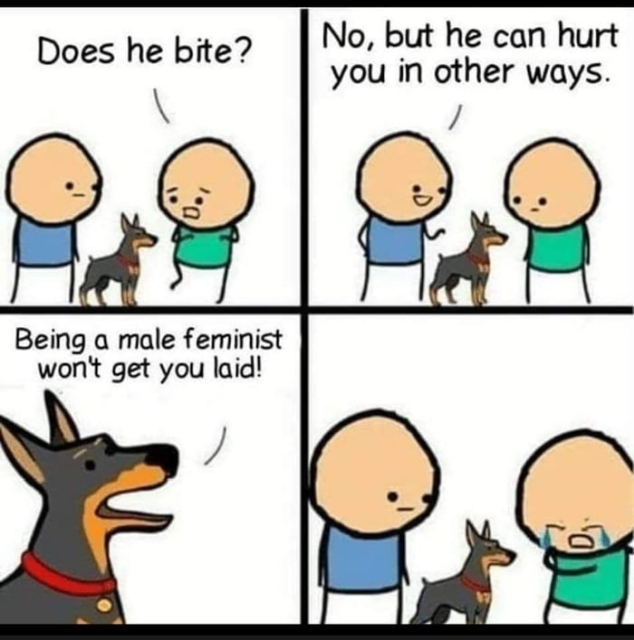 Does he bite?
No, but he can hurt
you in other ways.
Being a male feminist
won't get you laid!